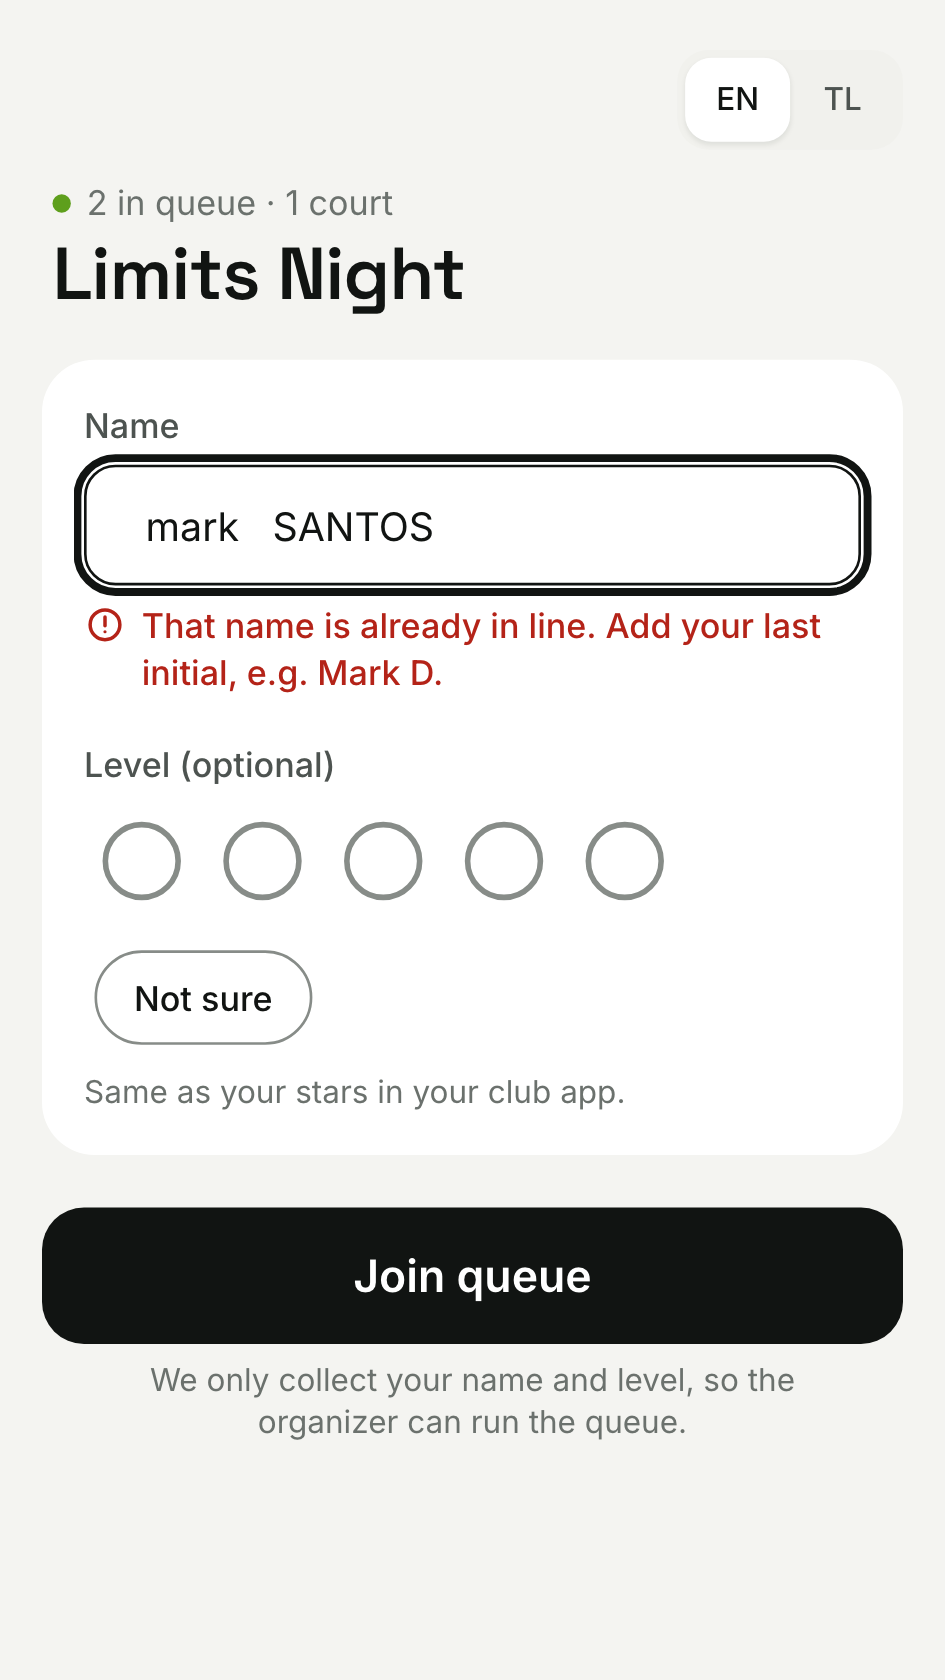 EN TL
2 in queue · 1 court
Limits Night
Name
mark   SANTOS
That name is already in line. Add your last
initial, e.g. Mark D.
Level (optional)
Not sure
Same as your stars in your club app.
Join queue
We only collect your name and level, so the
organizer can run the queue.